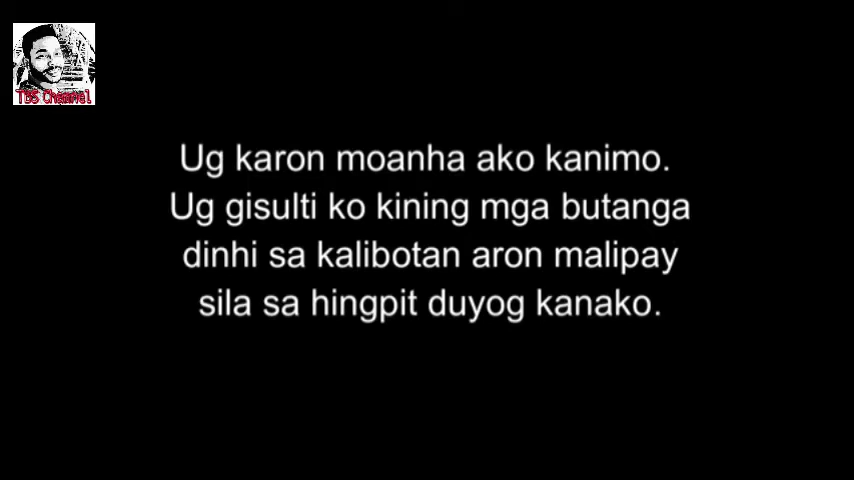 TBS Channel
Ug karon moanha ako kanimo.
Ug gisulti ko kining mga butanga
dinhi sa kalibotan aron malipay
sila sa hingpit duyog kanako.